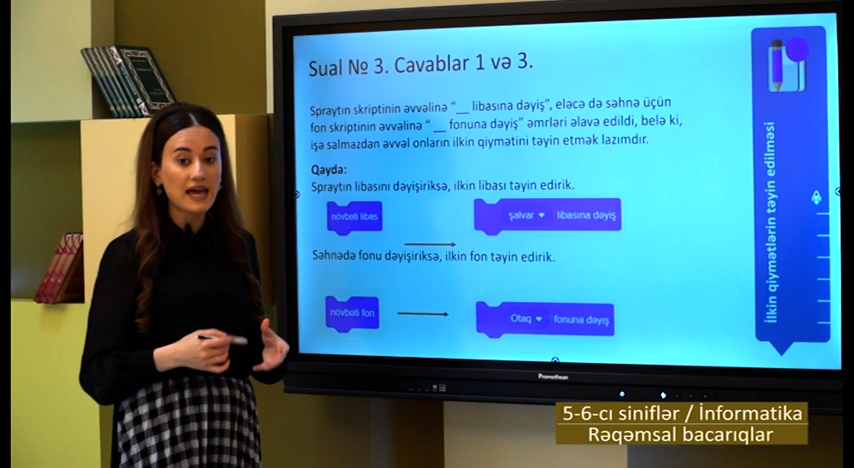 Sual № 3. Cavablar 1 və 3.
Spraytın skriptinin əvvəlinə “__ libasına dəyiş”, eləcə də səhnə üçün
fon skriptinin əvvəlinə “ __ fonuna dəyiş” əmrləri əlavə edildi, belə ki,
işə salmazdan əvvəl onların ilkin qiymətini təyin etmək lazımdır.
Qayda:
Spraytın libasını dəyişiriksə, ilkin libası təyin edirik.
növbəti libas
şalvar libasına dəyiş
Səhnədə fonu dəyişiriksə, ilkin fon təyin edirik.
növbəti fon
Otaq fonuna dəyiş
İlkin qiymətlərin təyin edilməsi
Promethean
5-6-cı siniflər / İnformatika
Rəqəmsal bacarıqlar